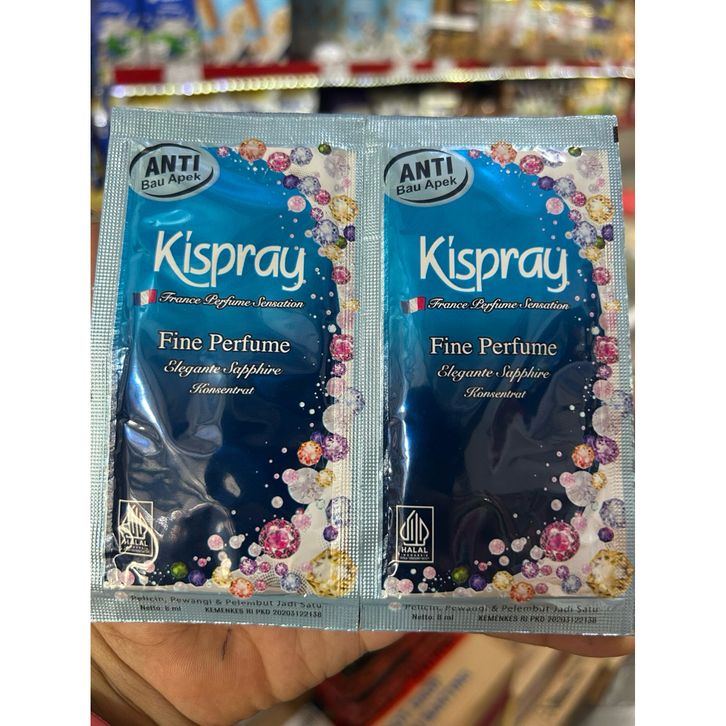 ANTI
Bau Apek
Kispray
France Perfume Sensation
Fine Perfume
Elegante Sapphire
Konsentrat
HALAL
INDONESIA
Pelicin, Pewangi & Pelembut Jadi Satu
Netto: 8 ml
KEMENKES RI PKD 20203122138
ANTI
Bau Apek
Kispray
France Perfume Sensation
Fine Perfume
Elegante Sapphire
Konsentrat
HALAL
INDONESIA
Pelicin, Pewangi & Pelembut Jadi Satu
Netto: 8 ml
KEMENKES RI PKD 20203122138